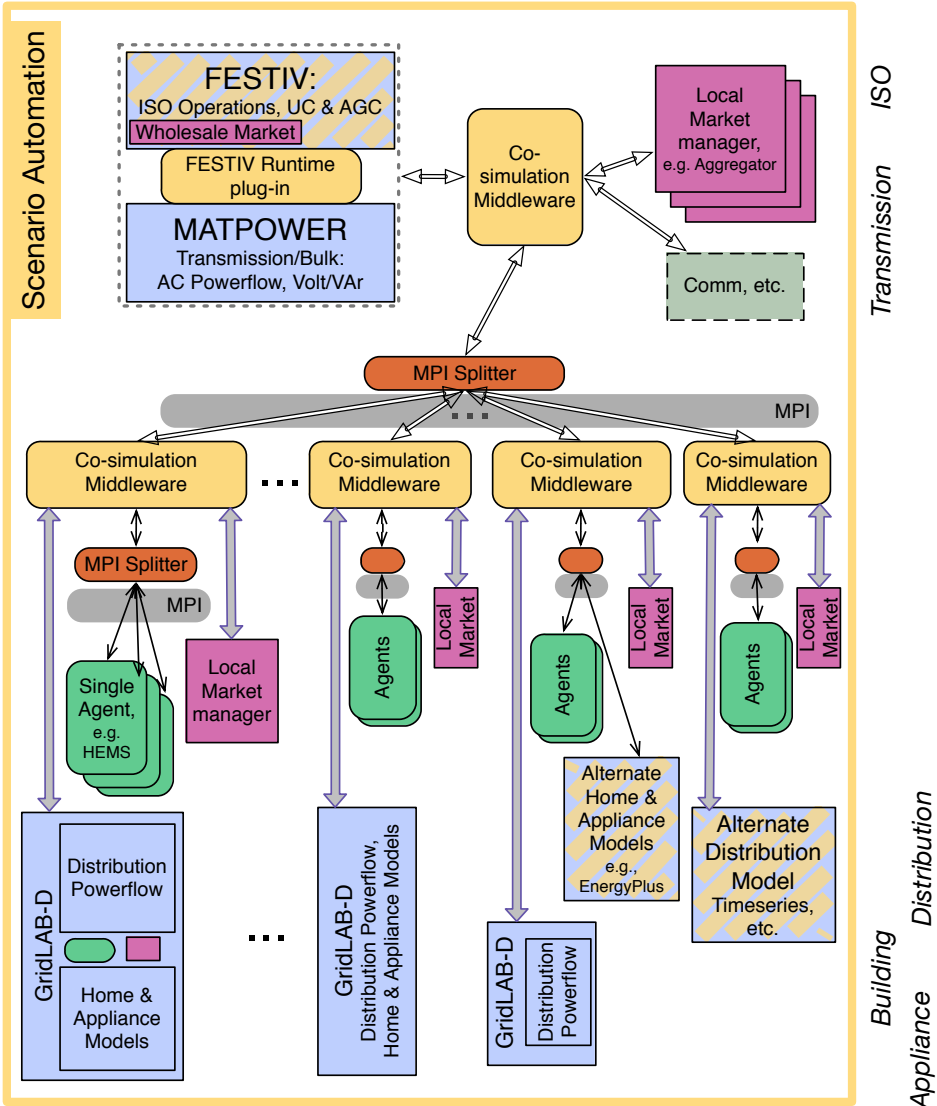 Scenario Automation
FESTIV:
ISO Operations, UC & AGC
Wholesale Market
FESTIV Runtime
plug-in
MATPOWER
Transmission/Bulk:
AC Powerflow, Volt/VAr
Co-
simulation
Middleware
Local
Market
manager,
e.g. Aggregator
Comm, etc.
ISO
Transmission
MPI Splitter
MPI
Co-simulation
Middleware
Co-simulation
Middleware
Co-simulation
Middleware
Co-simulation
Middleware
MPI Splitter
MPI
Single
Agent,
e.g.
HEMS
Local
Market
manager
Agents
Local
Market
Agents
Local
Market
Agents
Local
Market
GridLAB-D
Distribution
Powerflow
Home &
Appliance
Models
GridLAB-D
Distribution Powerflow,
Home & Appliance Models
GridLAB-D
Distribution
Powerflow
Alternate
Home &
Appliance
Models
e.g.,
EnergyPlus
Alternate
Distribution
Model
Timeseries,
etc.
Distribution
Building
Appliance